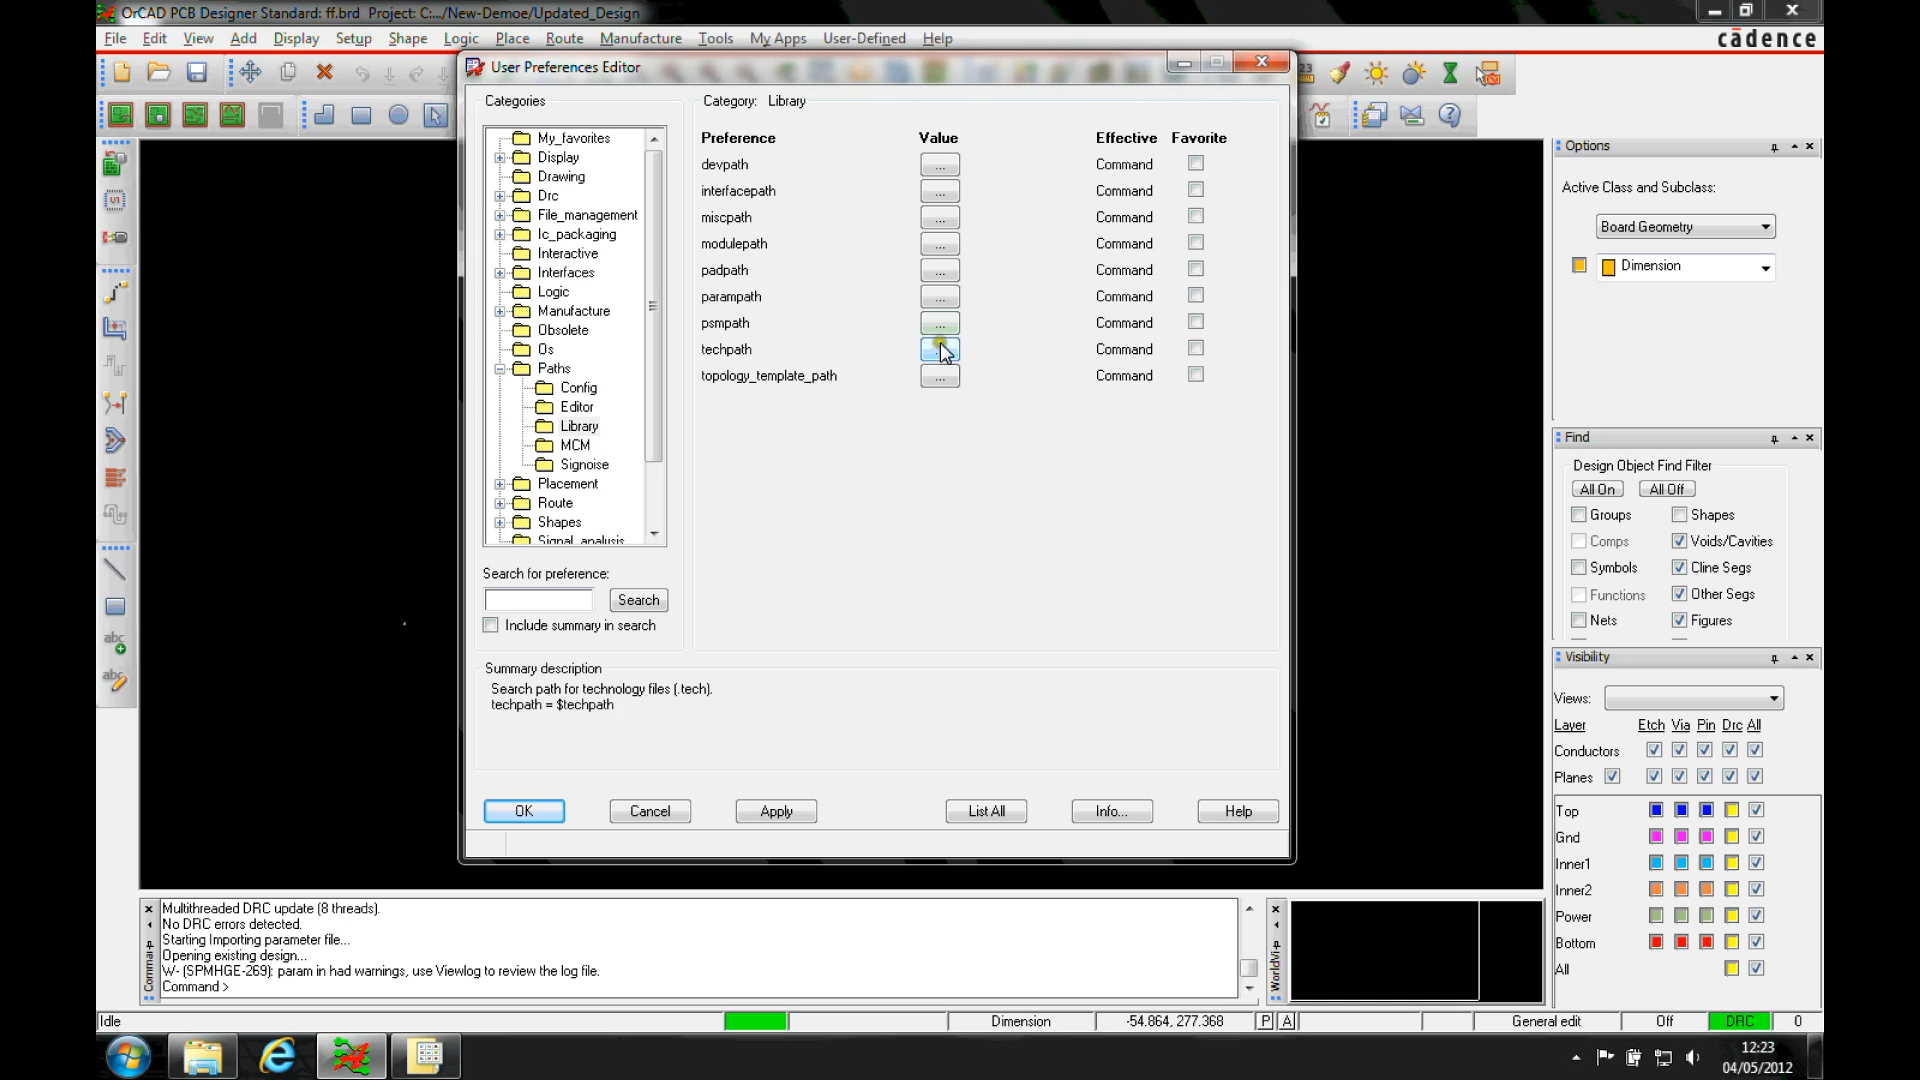 OrCAD PCB Designer Standard: ff.brd  Project: C:.../New-Demoe/Updated_Design
File Edit View Add Display Setup Shape Logic Place Route Manufacture Tools My Apps User-Defined Help
cādence
User Preferences Editor
Categories
My_favorites
Display
Drawing
Drc
File_management
Ic_packaging
Interactive
Interfaces
Logic
Manufacture
Obsolete
Os
Paths
Config
Editor
Library
MCM
Signoise
Placement
Route
Shapes
Signal_analysis
Search for preference:
Search
Include summary in search
Category: Library
Preference Value Effective Favorite
devpath ... Command
interfacepath ... Command
miscpath ... Command
modulepath ... Command
padpath ... Command
parampath ... Command
psmpath ... Command
techpath Command
topology_template_path ... Command
Summary description
Search path for technology files (.tech).
techpath = $techpath
OK Cancel Apply List All Info... Help
Options
Active Class and Subclass:
Board Geometry
Dimension
Find
Design Object Find Filter
All On All Off
Groups Shapes
Comps Voids/Cavities
Symbols Cline Segs
Functions Other Segs
Nets Figures
Visibility
Views:
Layer Etch Via Pin Drc All
Conductors
Planes
Top
Gnd
Inner1
Inner2
Power
Bottom
All
Command
Multithreaded DRC update (8 threads).
No DRC errors detected.
Starting Importing parameter file...
Opening existing design...
W- (SPMHGE-269): param in had warnings, use Viewlog to review the log file.
Command >
Idle Dimension -54.864, 277.368 P A General edit Off DRC 0
12:23
04/05/2012